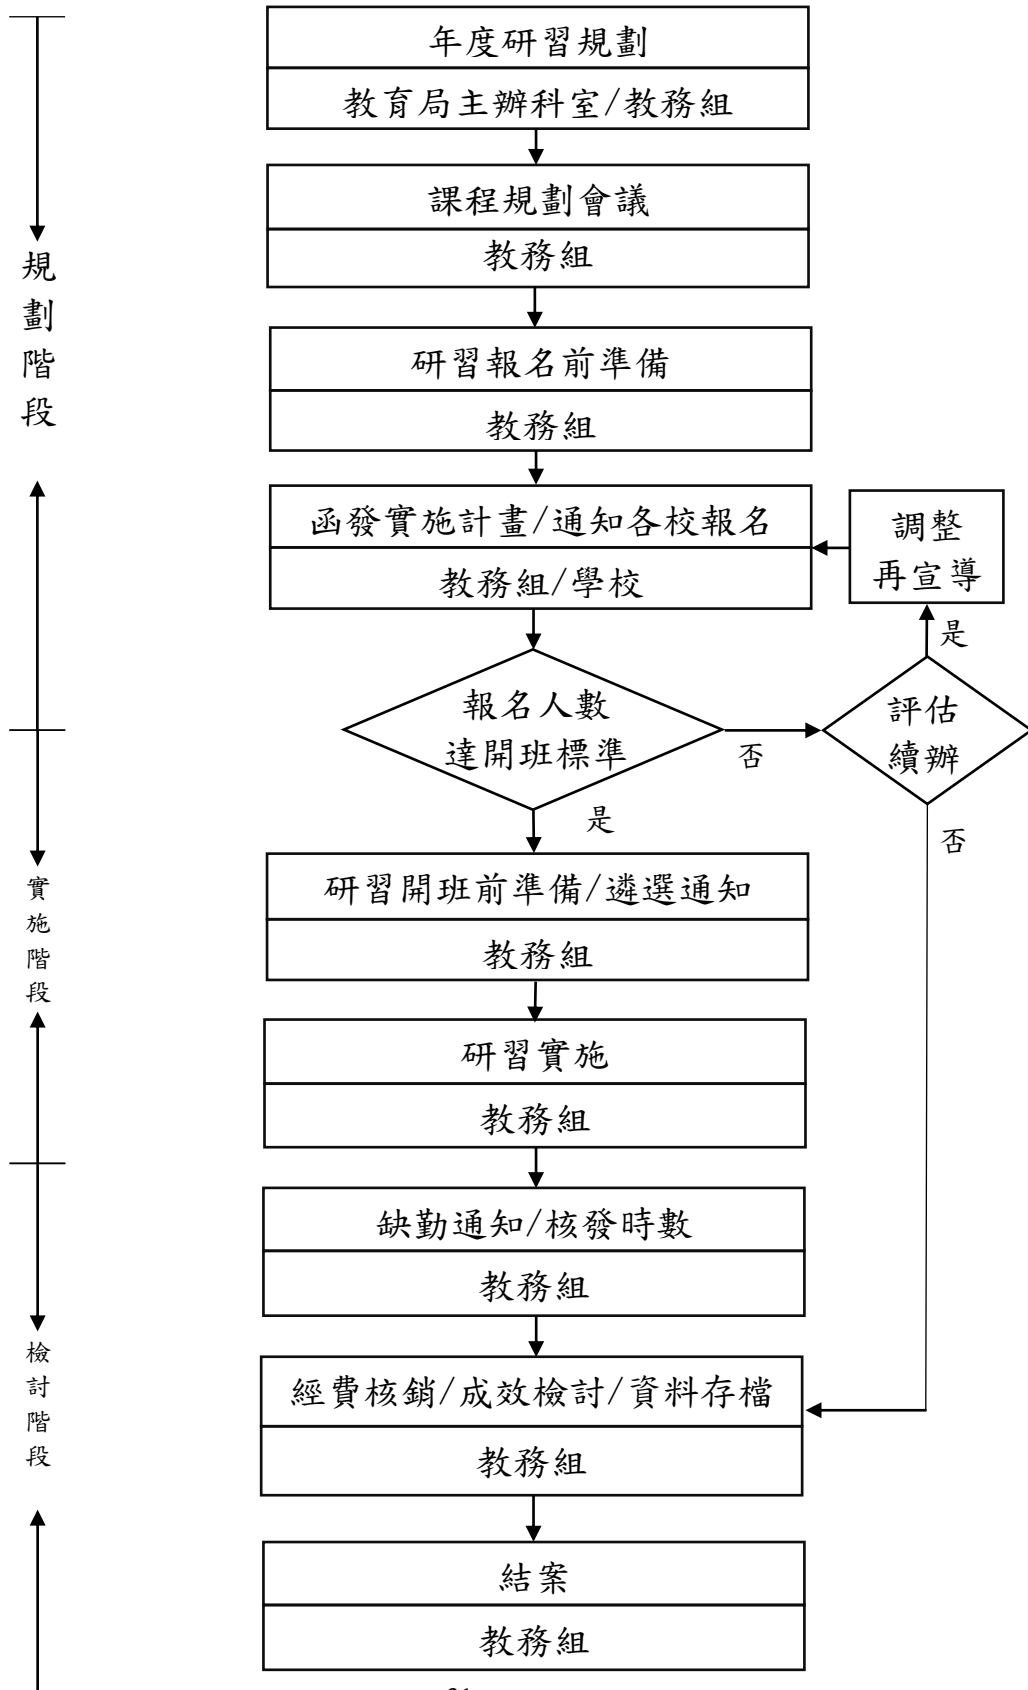 年度研習規劃
教育局主辦科室/教務組
課程規劃會議
教務組
規劃階段
研習報名前準備
教務組
函發實施計畫/通知各校報名
教務組/學校
調整
再宣導
是
報名人數
達開班標準
否
評估
續辦
是
否
研習開班前準備/遴選通知
教務組
實施階段
研習實施
教務組
缺勤通知/核發時數
教務組
檢討階段
經費核銷/成效檢討/資料存檔
教務組
結案
教務組